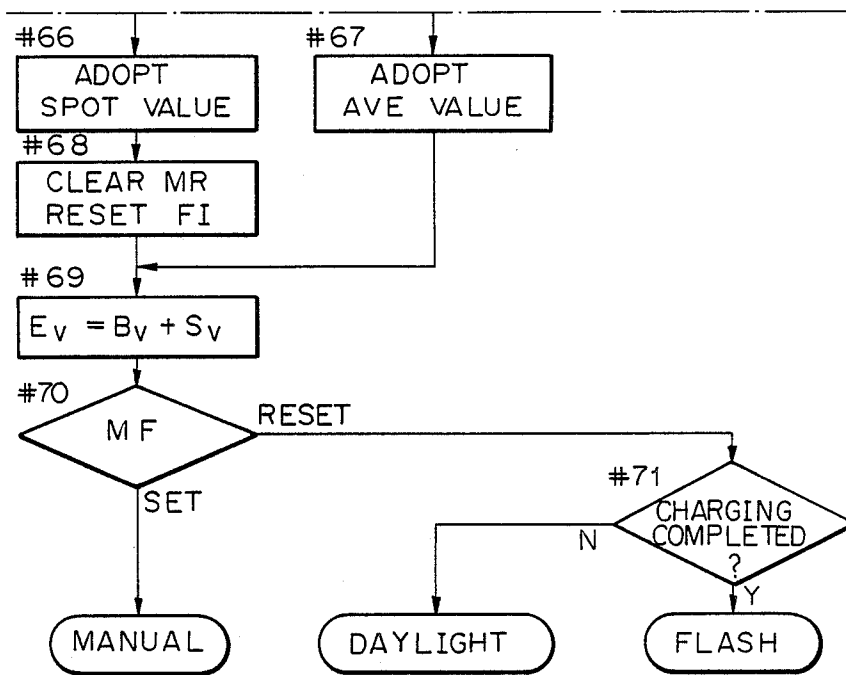 #66
#67
ADOPT
SPOT VALUE
ADOPT
AVE VALUE
#68
CLEAR MR
RESET FI
#69
Ev = Bv + Sv
#70
MF
RESET
SET
#71
CHARGING
COMPLETED
?
N
Y
MANUAL
DAYLIGHT
FLASH